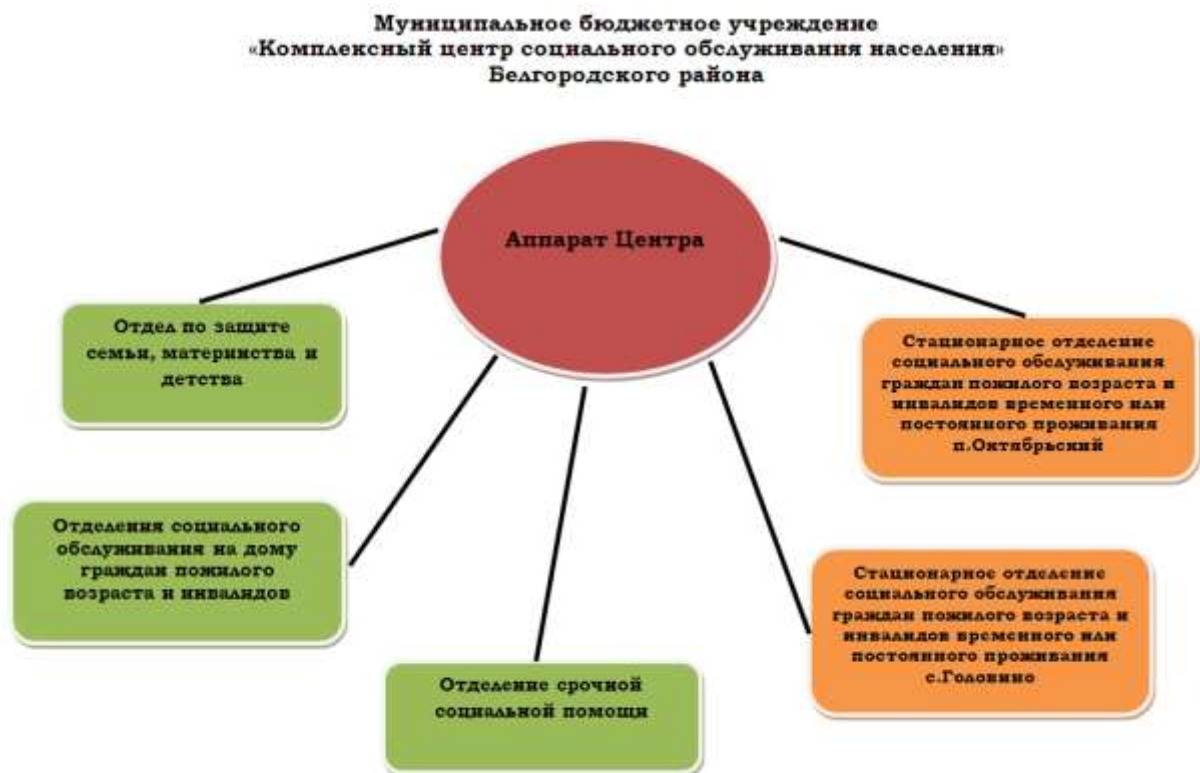 Муниципальное бюджетное учреждение
«Комплексный центр социального обслуживания населения»
Белгородского района
Аппарат Центра
Отдел по защите
семьи, материнства и
детства
Стационарное отделение
социального обслуживания
граждан пожилого возраста и
инвалидов временного или
постоянного проживания
п.Октябрьский
Отделения социального
обслуживания на дому
граждан пожилого
возраста и инвалидов
Стационарное отделение
социального обслуживания
граждан пожилого возраста и
инвалидов временного или
постоянного проживания
с.Головино
Отделение срочной
социальной помощи